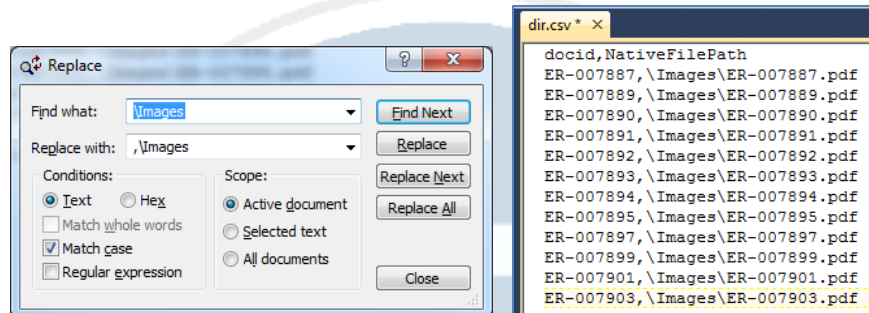 Replace
Find what: \Images
Find Next
Replace with: ,\Images
Replace
Conditions:
Scope:
Replace Next
Text
Hex
Active document
Replace All
Match whole words
Selected text
Match case
All documents
Regular expression
Close
dir.csv*
docid,NativeFilePath
ER-007887,\Images\ER-007887.pdf
ER-007889,\Images\ER-007889.pdf
ER-007890,\Images\ER-007890.pdf
ER-007891,\Images\ER-007891.pdf
ER-007892,\Images\ER-007892.pdf
ER-007893,\Images\ER-007893.pdf
ER-007894,\Images\ER-007894.pdf
ER-007895,\Images\ER-007895.pdf
ER-007897,\Images\ER-007897.pdf
ER-007899,\Images\ER-007899.pdf
ER-007901,\Images\ER-007901.pdf
ER-007903,\Images\ER-007903.pdf